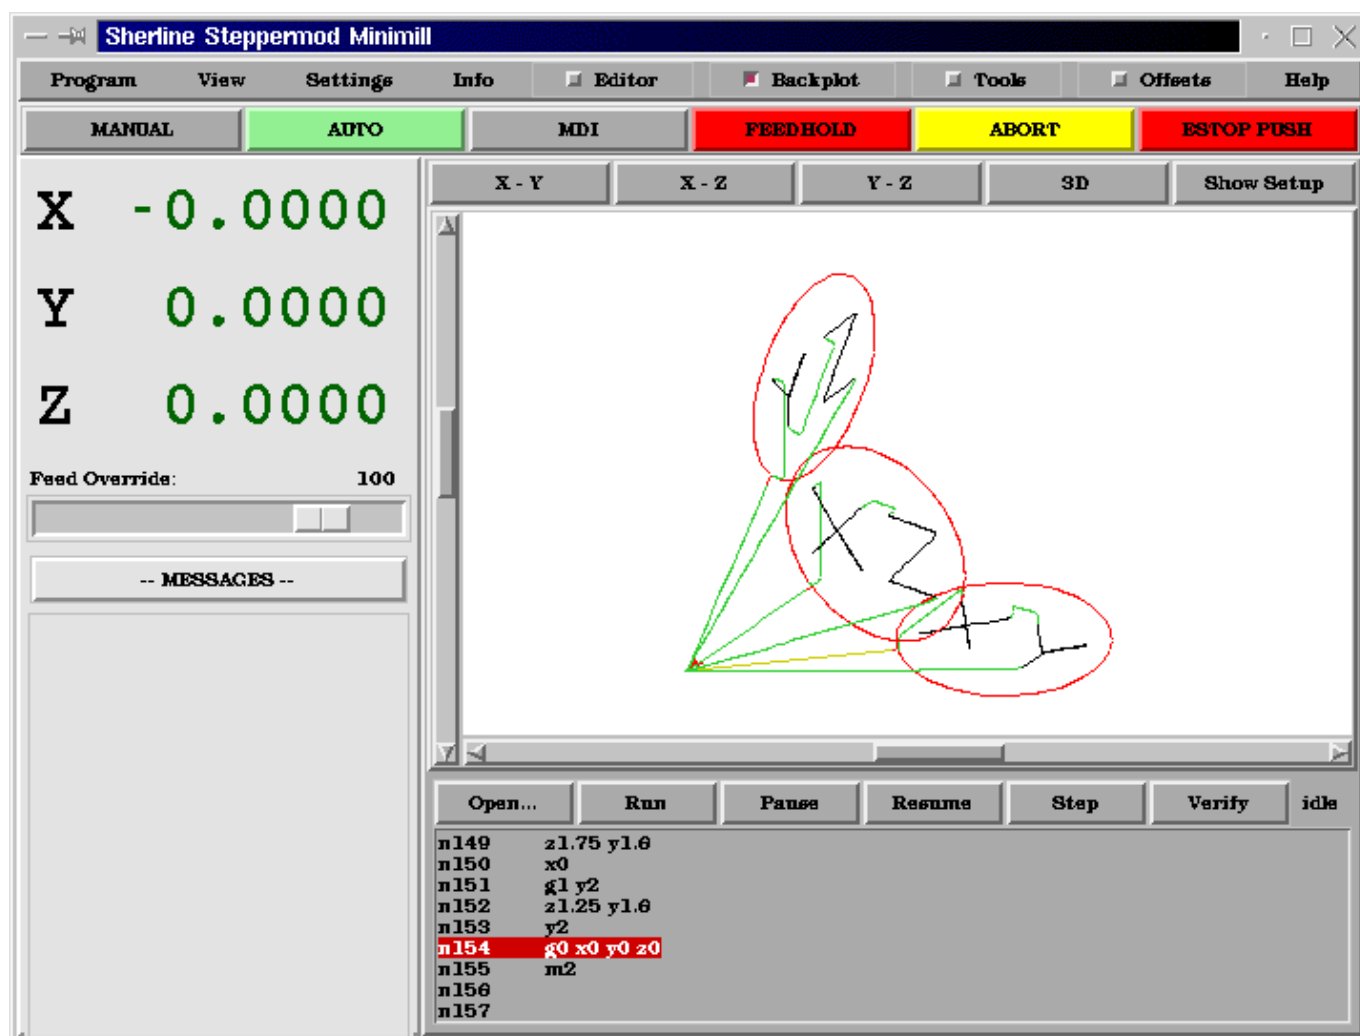 Sherline Steppermod Minimill
Program View Settings Info Editor Backplot Tools Offsets Help
MANUAL AUTO MDI FEEDHOLD ABORT ESTOP PUSH
X - Y X - Z Y - Z 3D Show Setup
X -0.0000
Y 0.0000
Z 0.0000
Feed Override: 100
-- MESSAGES --
Y Z
X Z
X Y
Open... Run Pause Resume Step Verify idle
n149 z1.75 y1.6
n150 x0
n151 g1 y2
n152 z1.25 y1.6
n153 y2
n154 g0 x0 y0 z0
n155 m2
n156
n157